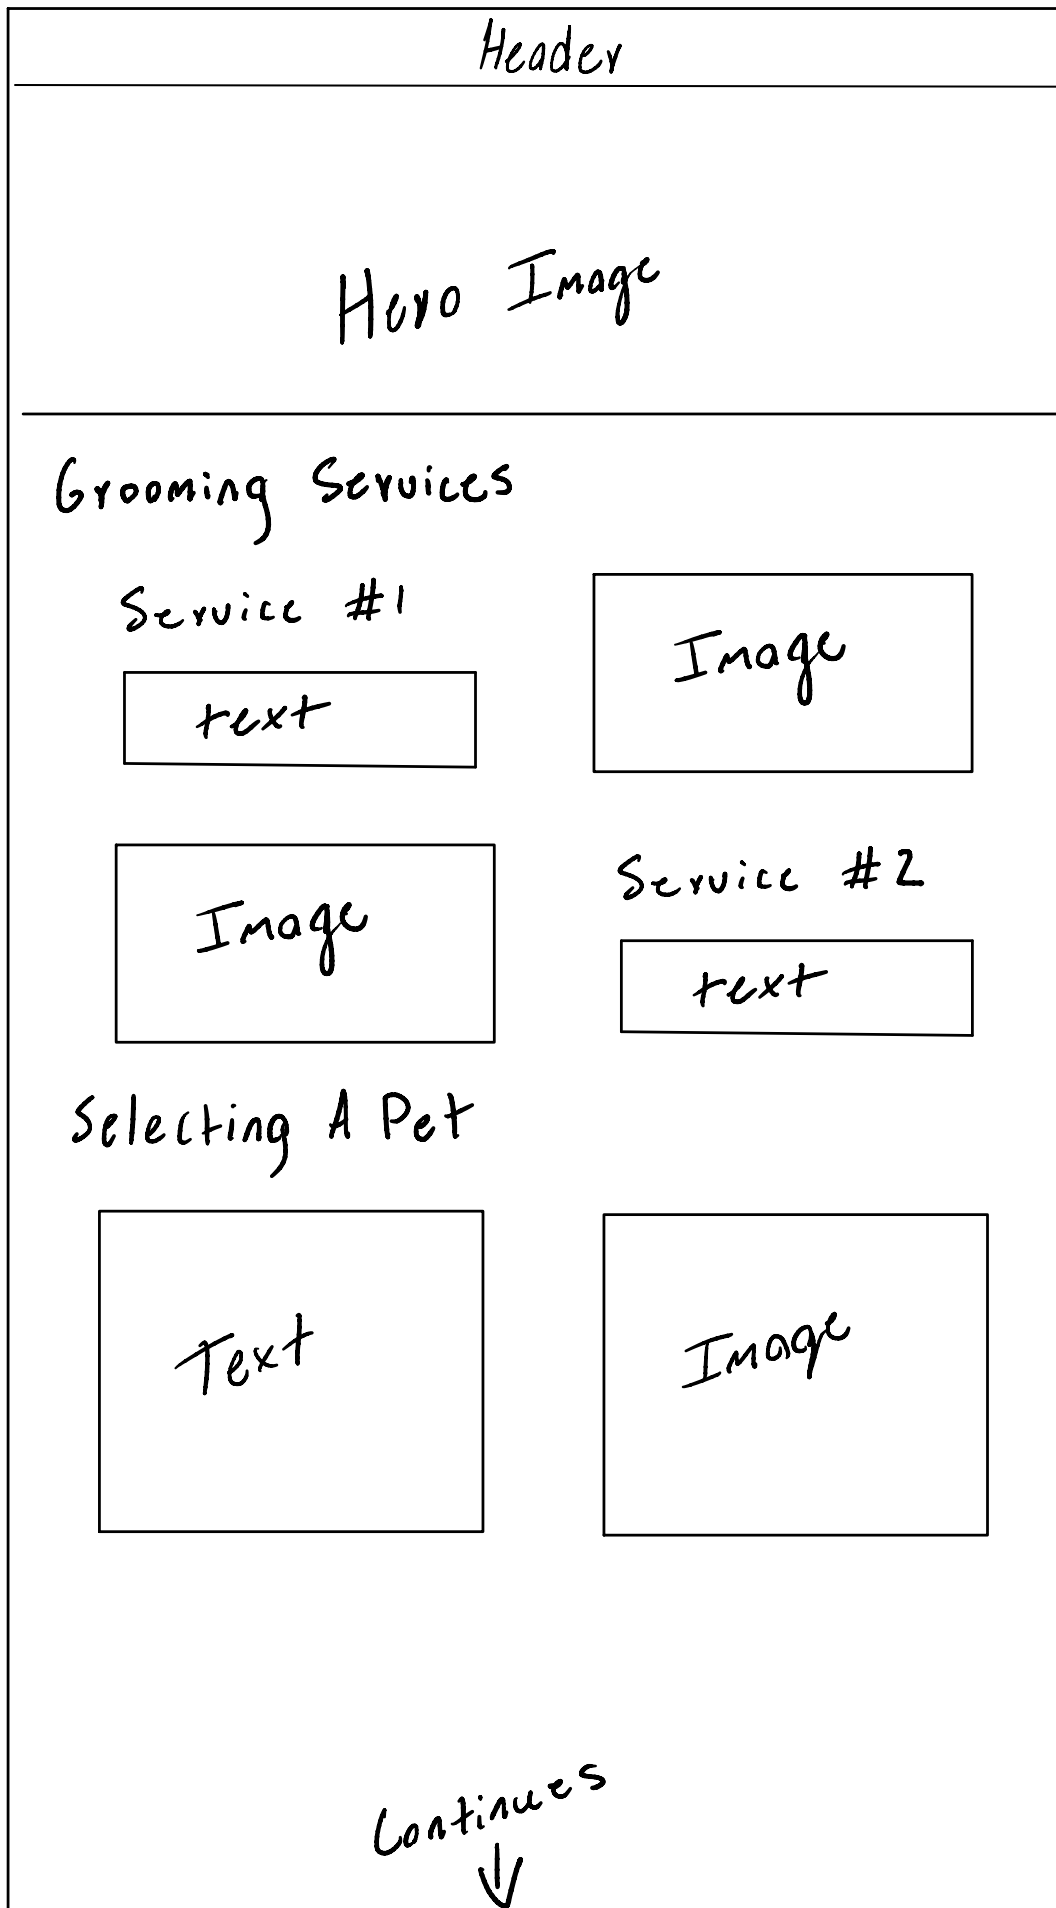 Header
Hero Image
Grooming Services
Service #1
text
Image
Image
Service #2
text
Selecting A Pet
Text
Image
Continues